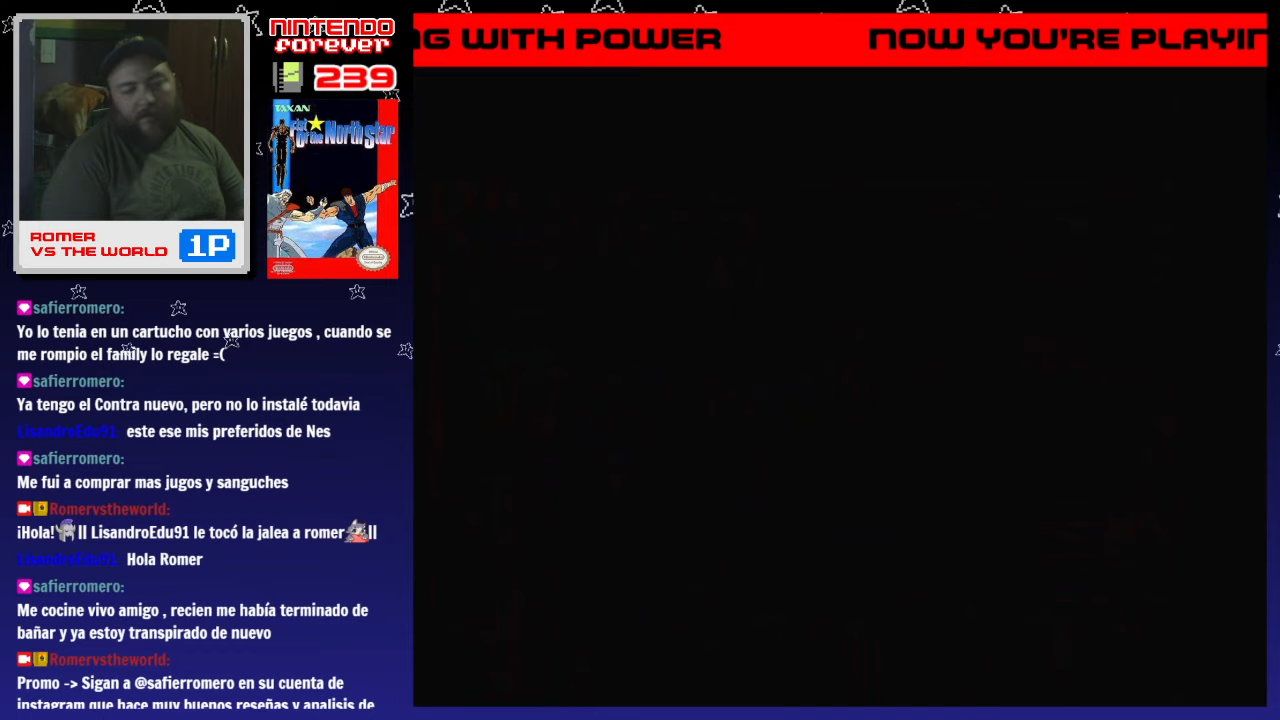 NINTENDO
forever
239
NG WITH POWER
NOW YOU'RE PLAYIN
TAXAN
Fist
of the North Star
ROMER
VS THE WORLD
1P
safierromero:
Yo lo tenia en un cartucho con varios juegos , cuando se
me rompio el family lo regale =(
safierromero:
Ya tengo el Contra nuevo, pero no lo instalé todavia
LisandroEdu91: este ese mis preferidos de Nes
safierromero:
Me fui a comprar mas jugos y sanguches
Romervstheworld:
¡Hola! || LisandroEdu91 le tocó la jalea a romer ||
LisandroEdu91: Hola Romer
safierromero:
Me cocine vivo amigo , recien me había terminado de
bañar y ya estoy transpirado de nuevo
Romervstheworld:
Promo -> Sigan a @safierromero en su cuenta de
instagram que hace muy buenos reseñas y analisis de